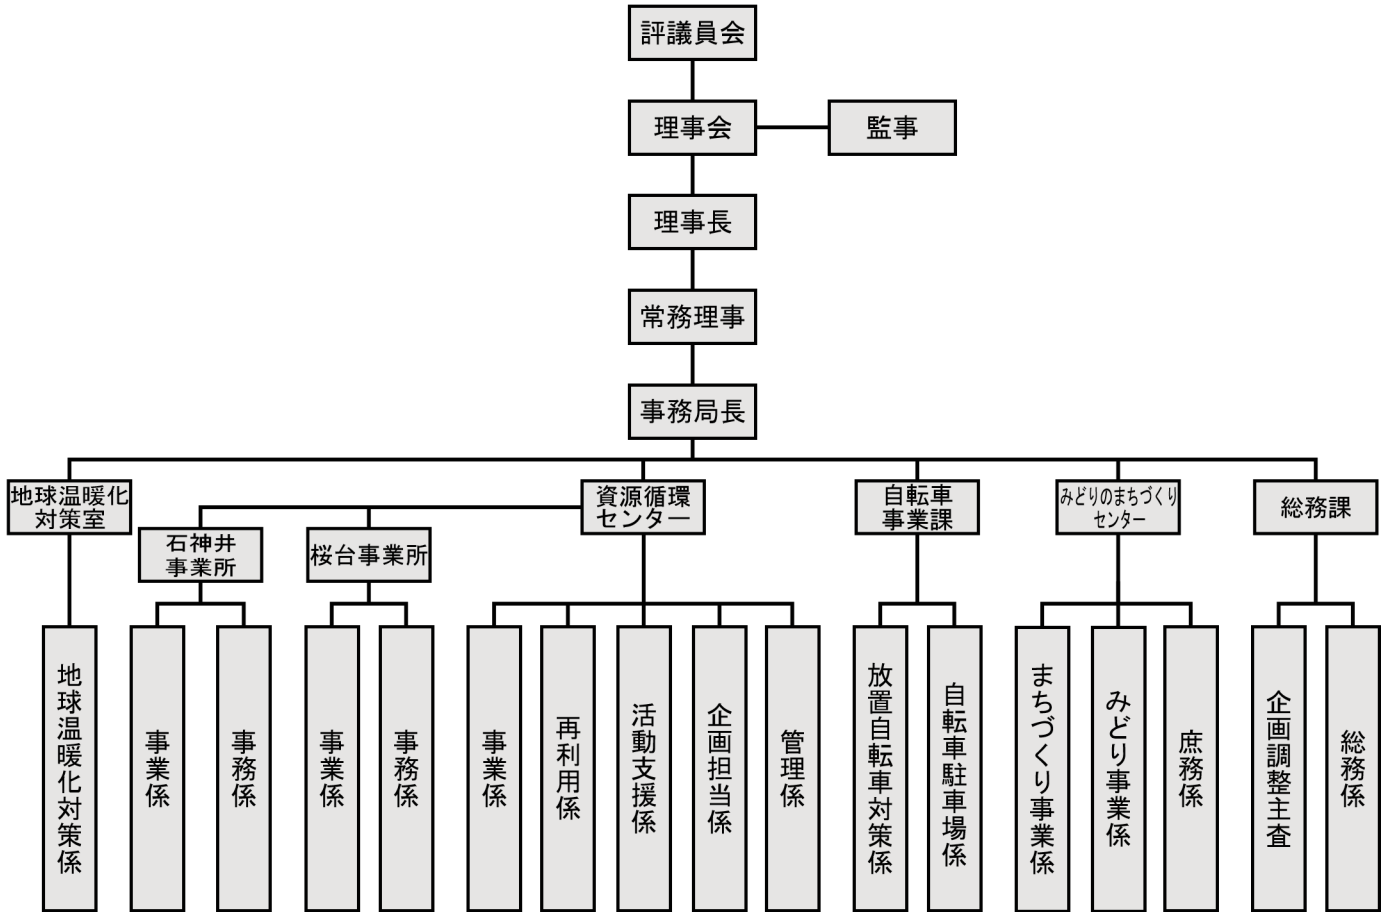 評議員会
理事会
監事
理事長
常務理事
事務局長
地球温暖化
対策室
資源循環
センター
自転車
事業課
みどりのまちづくり
センター
総務課
石神井
事業所
桜台事業所
地球温暖化対策係
事業係
事務係
事業係
事務係
事業係
再利用係
活動支援係
企画担当係
管理係
放置自転車対策係
自転車駐車場係
まちづくり事業係
みどり事業係
庶務係
企画調整主査
総務係